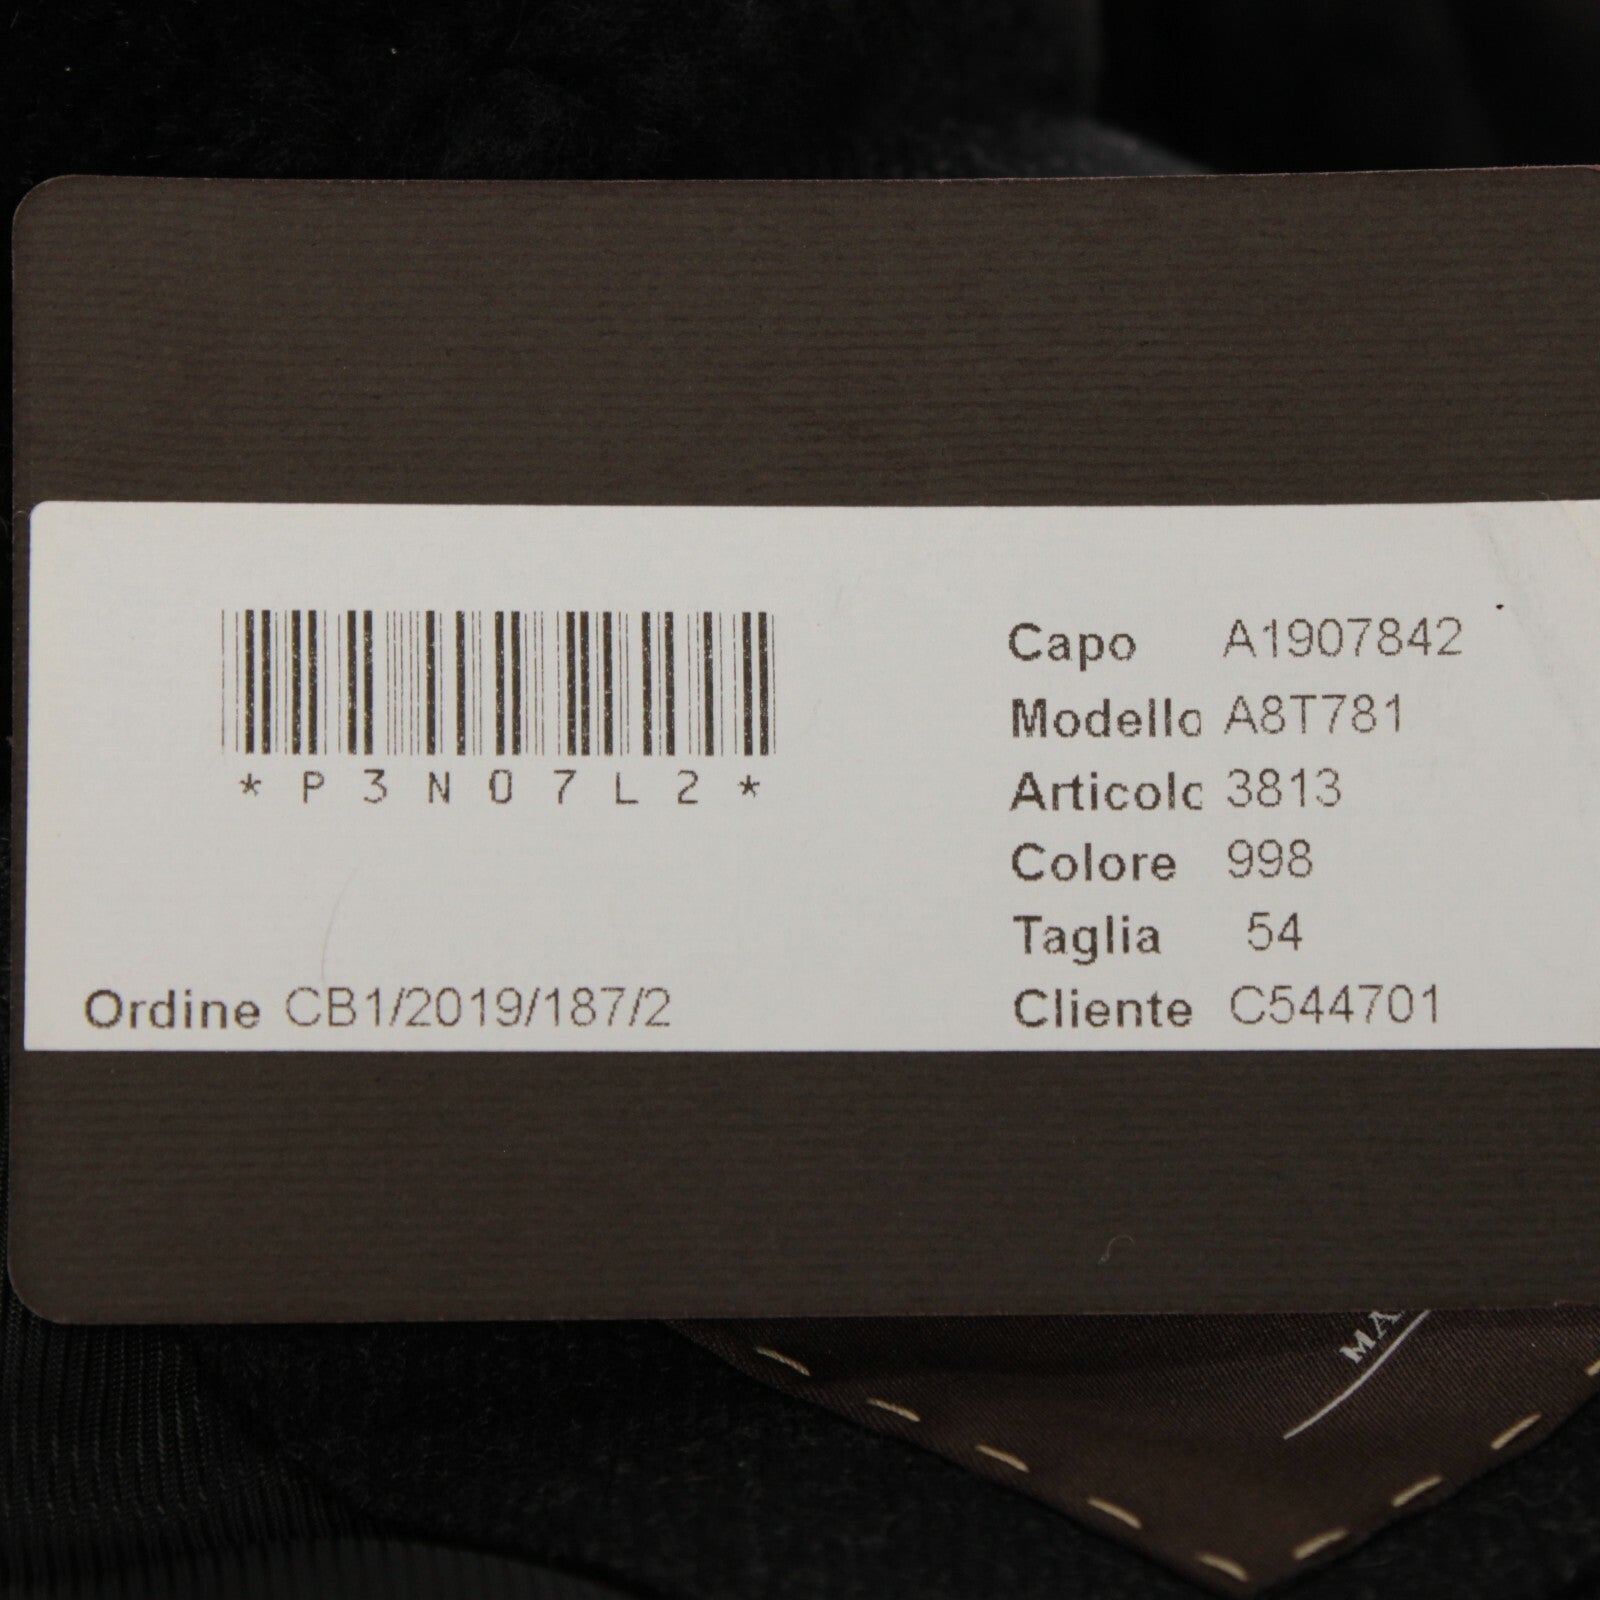 Capo A1907842
Modello A8T781
Articolo 3813
Colore 998
Taglia 54
Cliente C544701
*P3N07L2*
Ordine CB1/2019/187/2